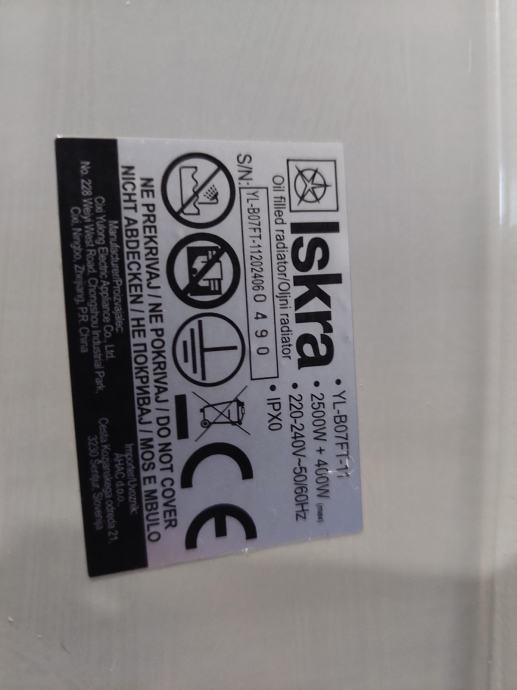 Iskra
Oil filled radiator/Oljni radiator
• YL-B07FT-11
• 2500W + 400W (max)
• 220-240V~50/60Hz
• IPX0
S/N: YL-B07FT-11202406 0 4 9 0
CE
NE PREKRIVAJ / NE POKRIVAJ / DO NOT COVER
NICHT ABDECKEN / НЕ ПОКРИВАЈ / MOS E MBULO
Manufacturer/Proizvajalec:
Cixi Yulong Electric Appliance Co., Ltd.
No. 228 Weiyi West Road, Chongshou Industrial Park,
Cixi, Ningbo, Zhejiang, P.R. China
Importer/Uvoznik:
AHAC d.o.o.
Cesta Kozjanskega odreda 21,
3230 Šentjur, Slovenija